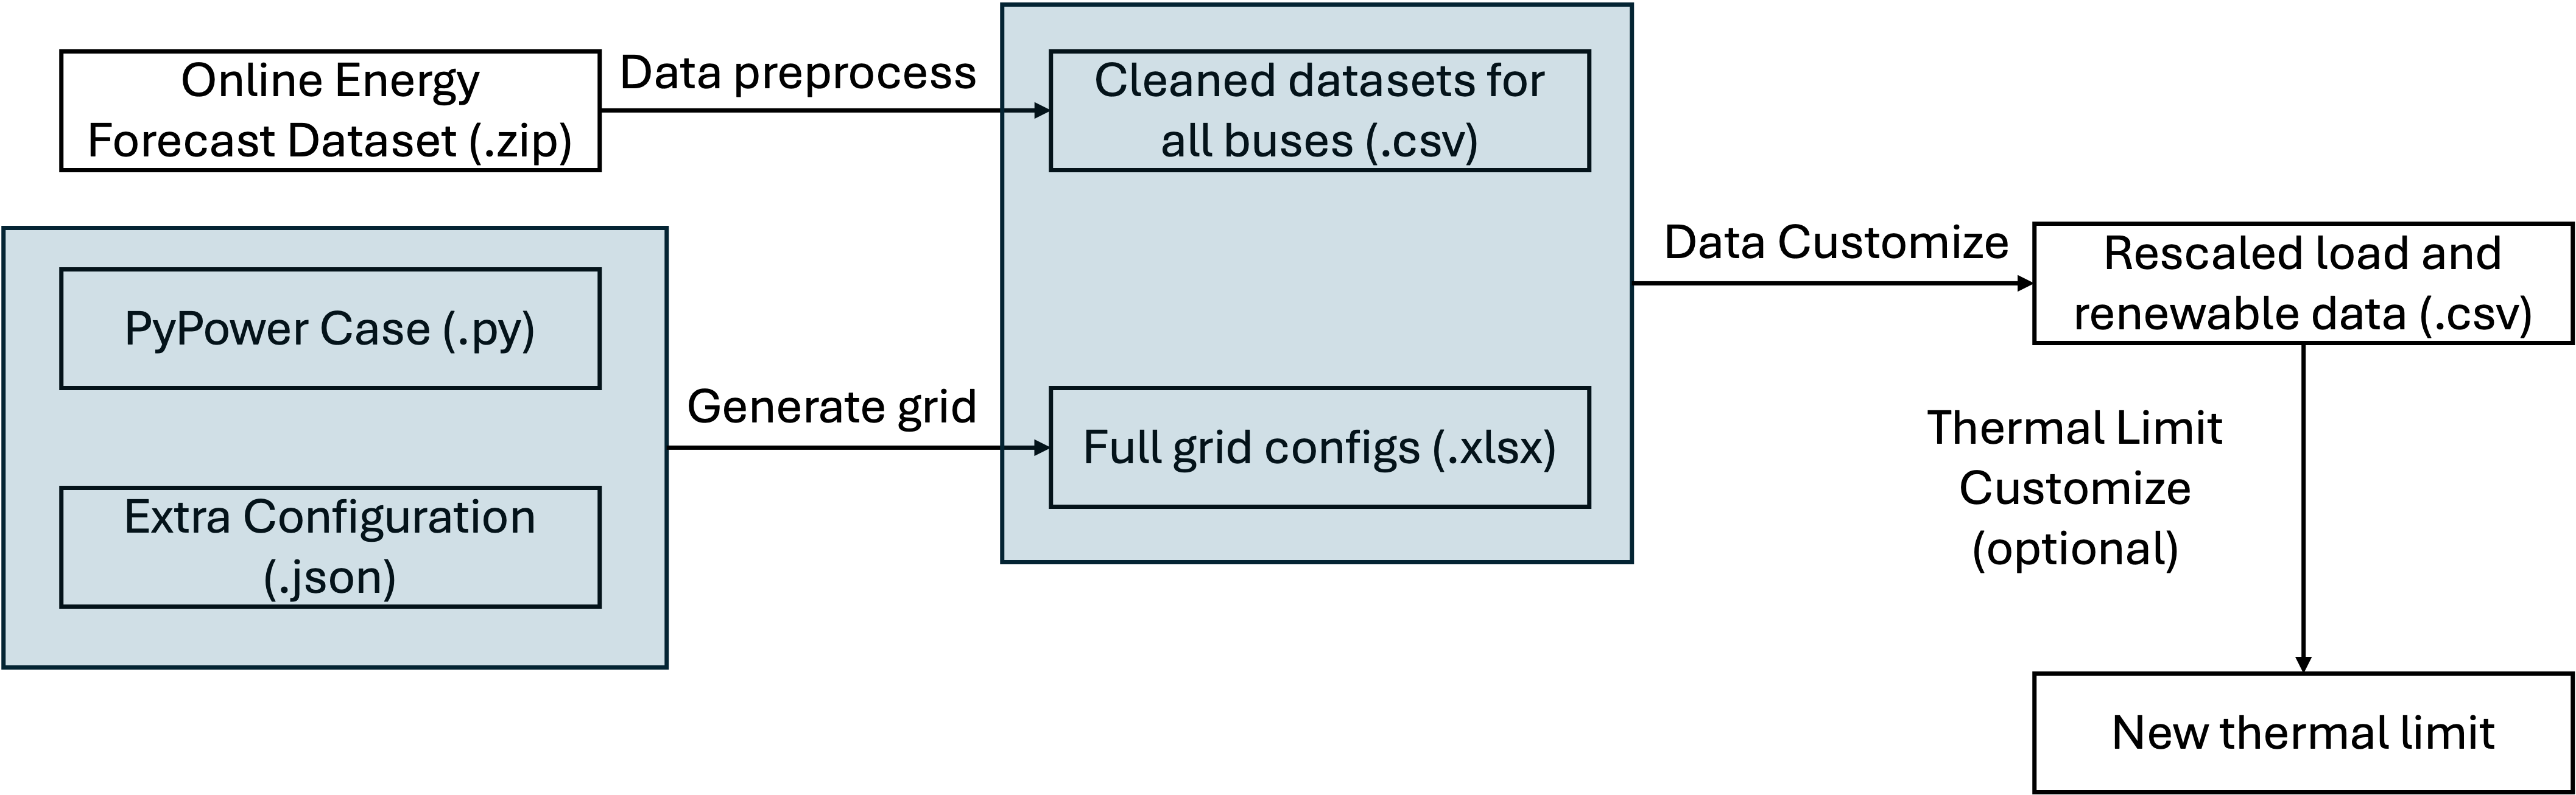 Online Energy
Forecast Dataset (.zip)
Data preprocess
Cleaned datasets for
all buses (.csv)
PyPower Case (.py)
Extra Configuration
(.json)
Generate grid
Full grid configs (.xlsx)
Data Customize
Rescaled load and
renewable data (.csv)
Thermal Limit
Customize
(optional)
New thermal limit